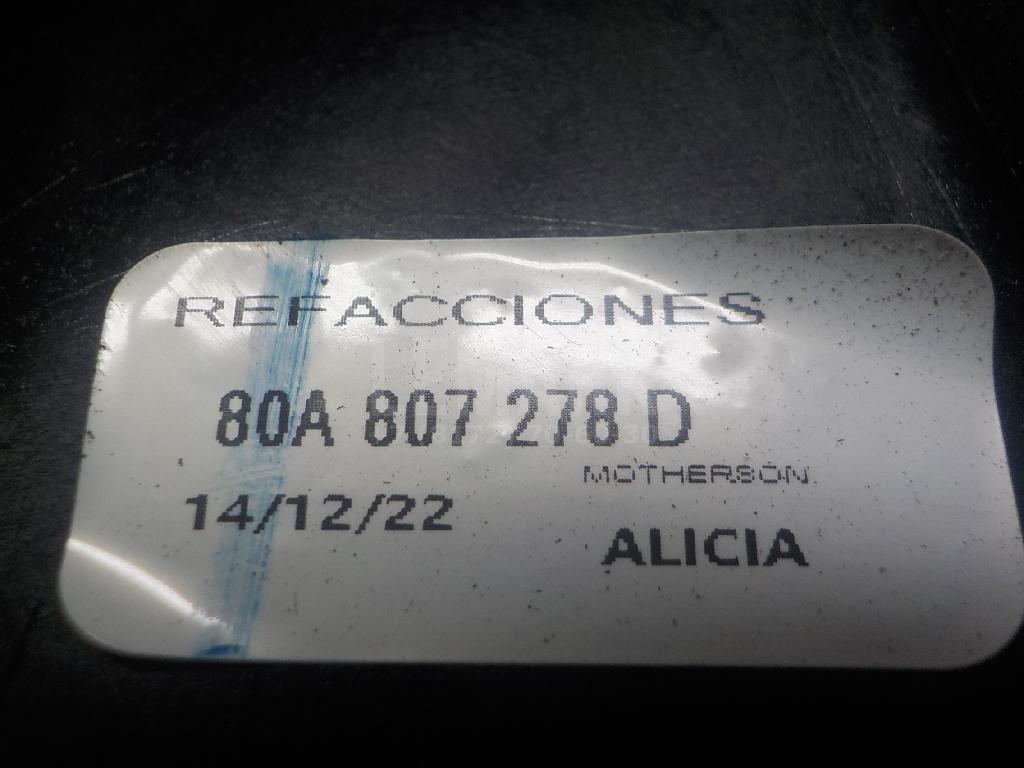 REFACCIONES
80A 807 278 D
MOTHERSON
14/12/22
ALICIA